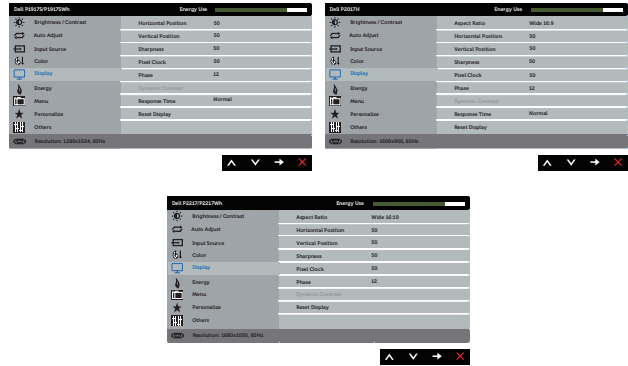 Dell P1917S/P1917SWh Energy Use
Brightness / Contrast Horizontal Position 50
Auto Adjust Vertical Position 50
Input Source Sharpness 50
Color Pixel Clock 50
Display Phase 12
Energy Dynamic Contrast
Menu Response Time Normal
Personalize Reset Display
Others
Resolution: 1280x1024, 60Hz
Dell P2017H Energy Use
Brightness / Contrast Aspect Ratio Wide 16:9
Auto Adjust Horizontal Position 50
Input Source Vertical Position 50
Color Sharpness 50
Display Pixel Clock 50
Energy Phase 12
Menu Dynamic Contrast
Personalize Response Time Normal
Others Reset Display
Resolution: 1600x900, 60Hz
Dell P2217/P2217Wh Energy Use
Brightness / Contrast Aspect Ratio Wide 16:10
Auto Adjust Horizontal Position 50
Input Source Vertical Position 50
Color Sharpness 50
Display Pixel Clock 50
Energy Phase 12
Menu Dynamic Contrast
Personalize Reset Display
Others
Resolution: 1680x1050, 60Hz